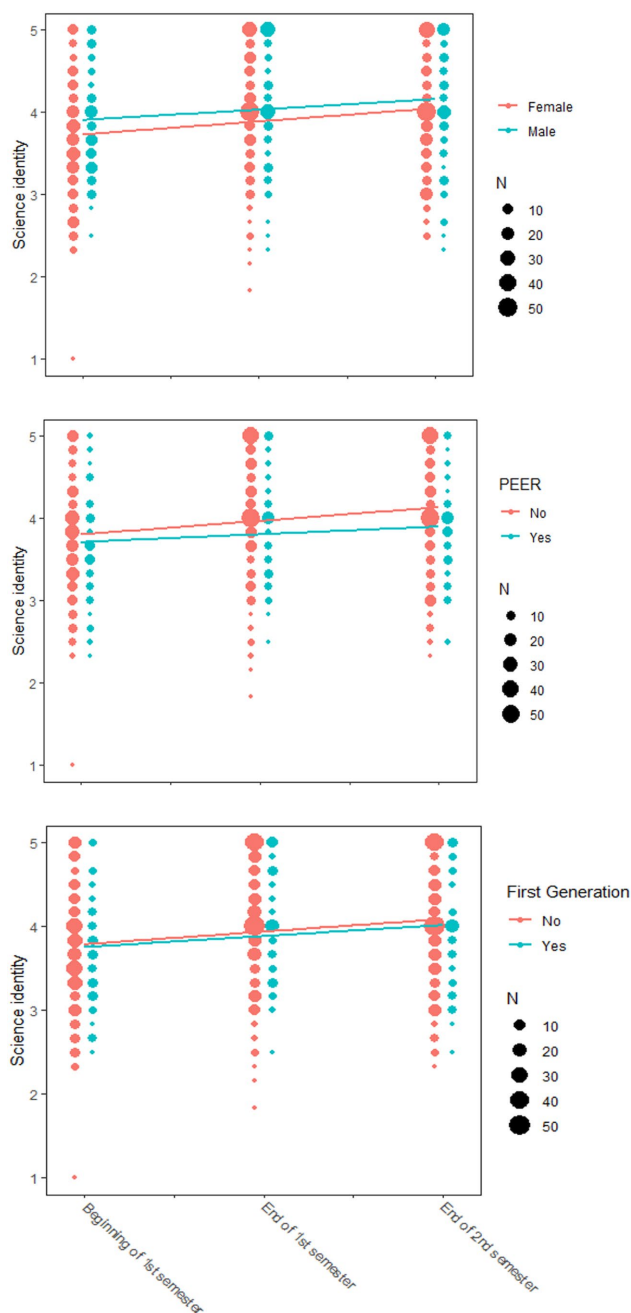 5
4
3
2
1
Science identity
Female
Male
N
10
20
30
40
50
5
4
3
2
1
Science identity
PEER
No
Yes
N
10
20
30
40
50
5
4
3
2
1
Science identity
First Generation
No
Yes
N
10
20
30
40
50
Beginning of 1st semester
End of 1st semester
End of 2nd semester